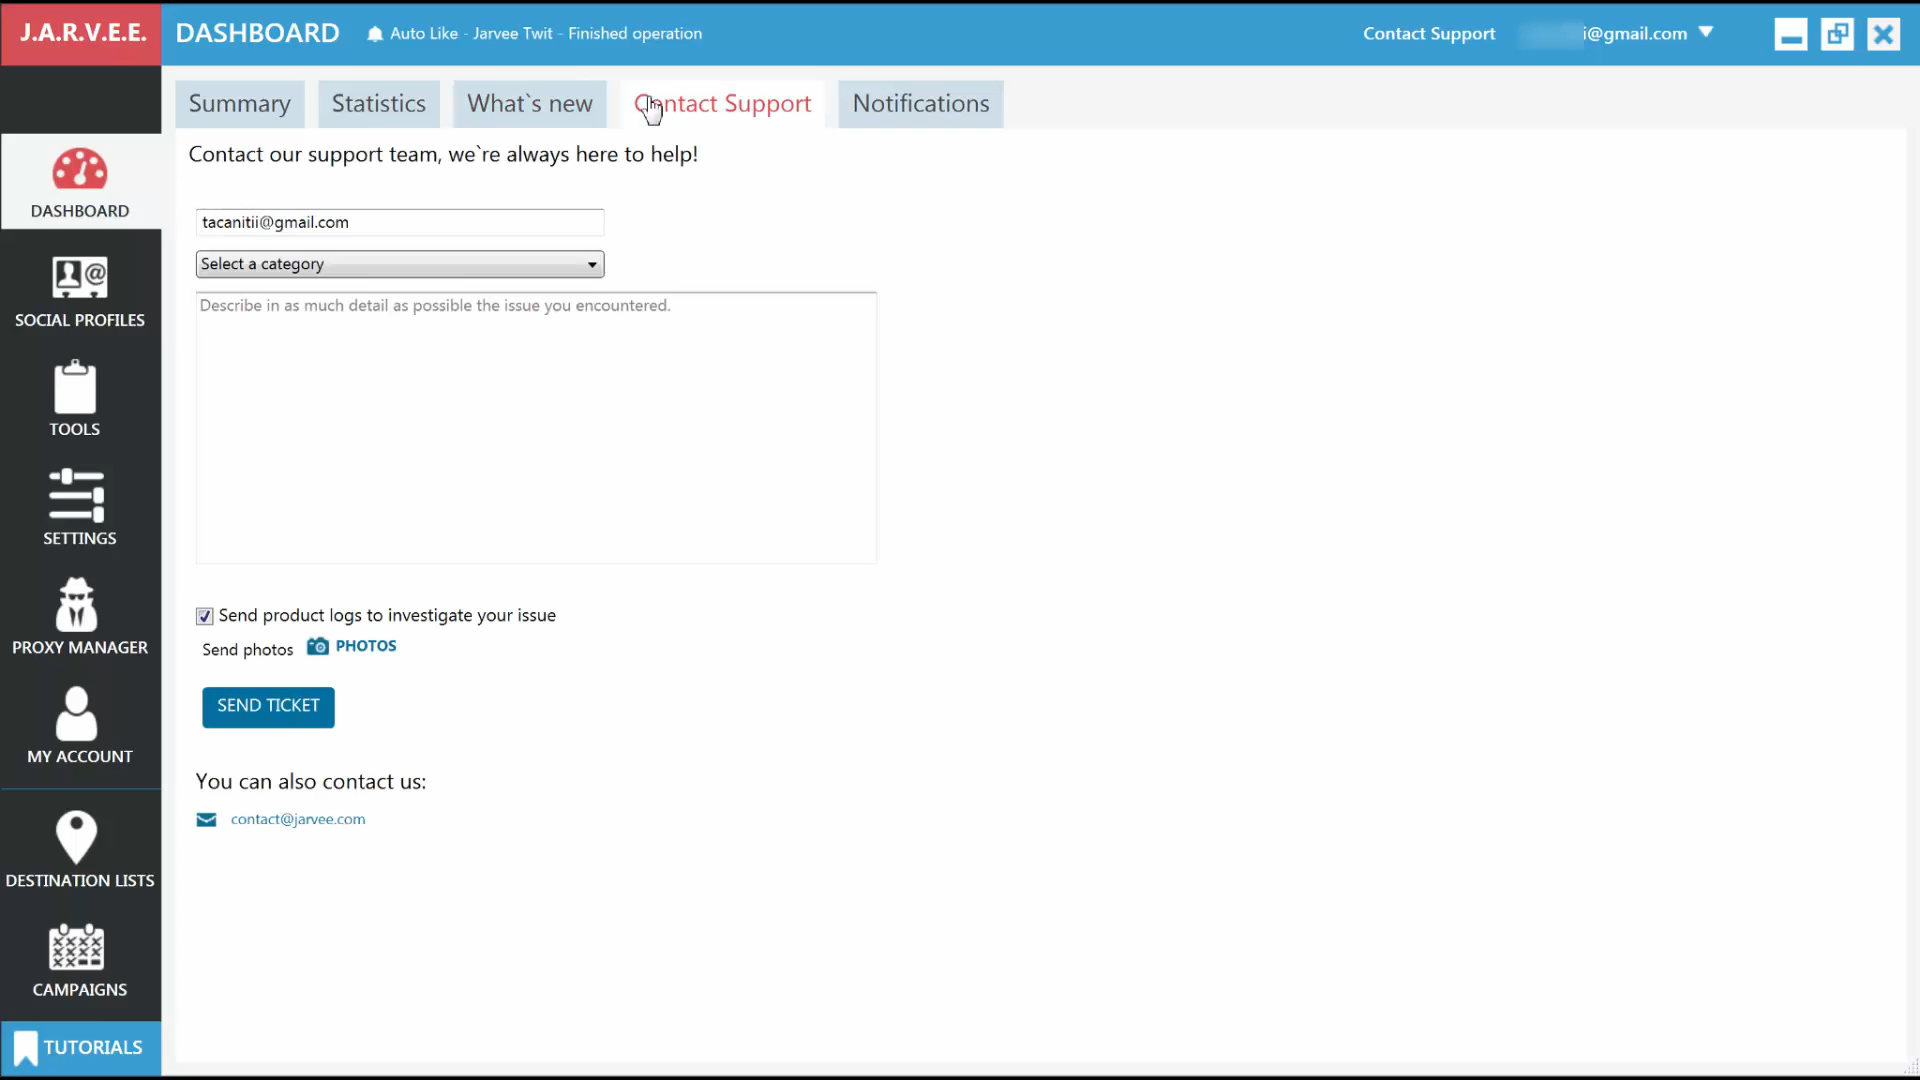 J.A.R.V.E.E.
DASHBOARD
Auto Like - Jarvee Twit - Finished operation
Contact Support
i@gmail.com
Summary
Statistics
What`s new
Contact Support
Notifications
Contact our support team, we`re always here to help!
tacanitii@gmail.com
Select a category
Describe in as much detail as possible the issue you encountered.
Send product logs to investigate your issue
Send photos
PHOTOS
SEND TICKET
You can also contact us:
contact@jarvee.com
DASHBOARD
SOCIAL PROFILES
TOOLS
SETTINGS
PROXY MANAGER
MY ACCOUNT
DESTINATION LISTS
CAMPAIGNS
TUTORIALS